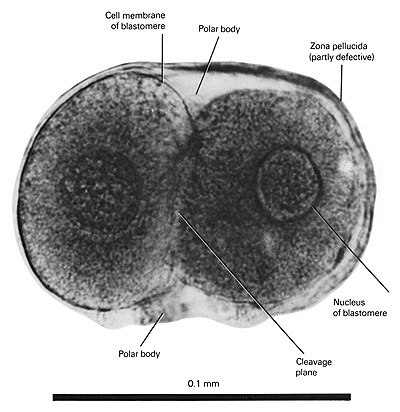 Cell membrane
of blastomere
Polar body
Zona pellucida
(partly defective)
Nucleus
of blastomere
Polar body
Cleavage
plane
0.1 mm